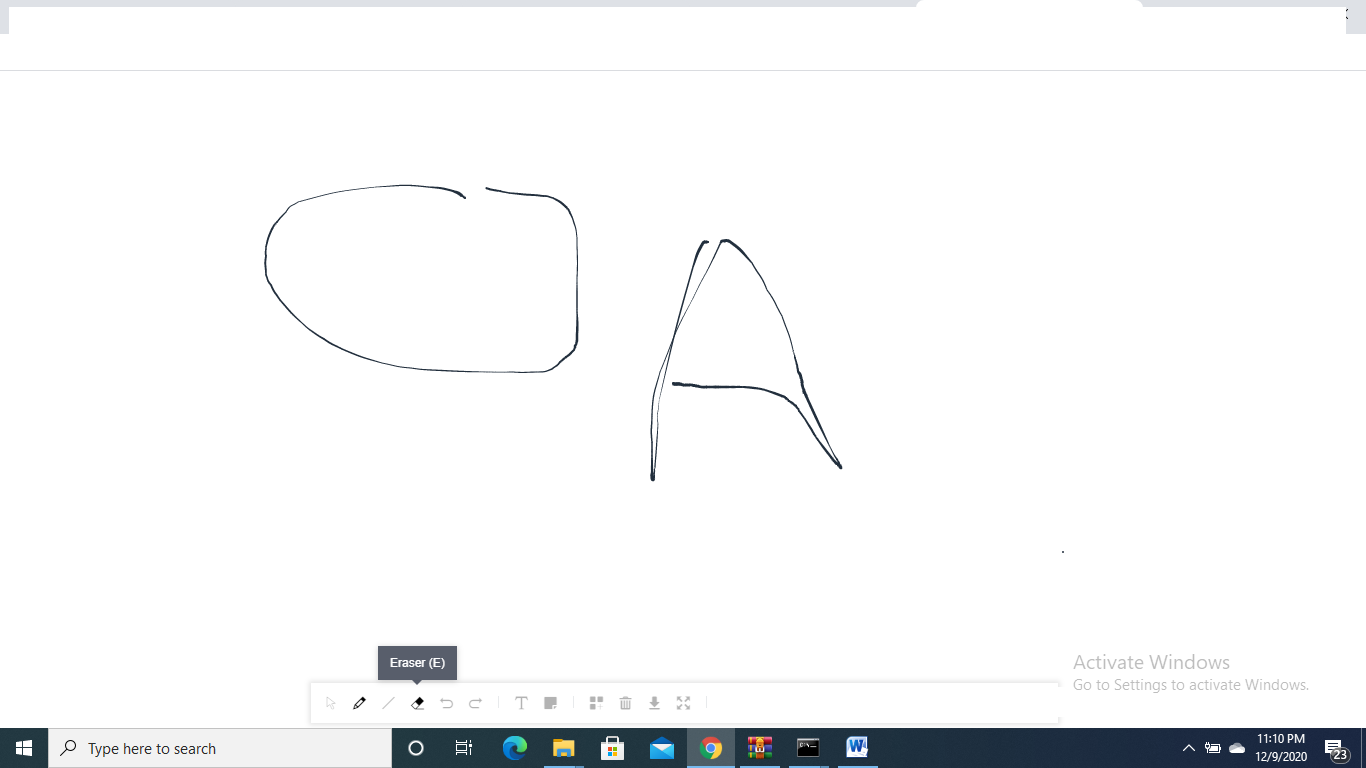 A
Eraser (E)
T
Activate Windows
Go to Settings to activate Windows.
Type here to search
11:10 PM
12/9/2020
23